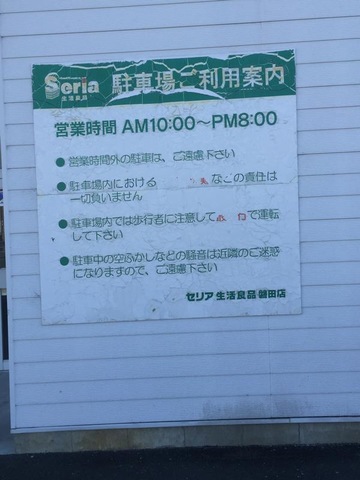 Seria
生活良品
駐車場ご利用案内
営業時間 AM10:00～PM8:00
●営業時間外の駐車は、ご遠慮下さい
●駐車場内における などの責任は
一切負いません
●駐車場内では歩行者に注意して で運転
して下さい
●駐車中の空ふかしなどの騒音は近隣のご迷惑
になりますので、ご遠慮下さい
セリア 生活良品 磐田店